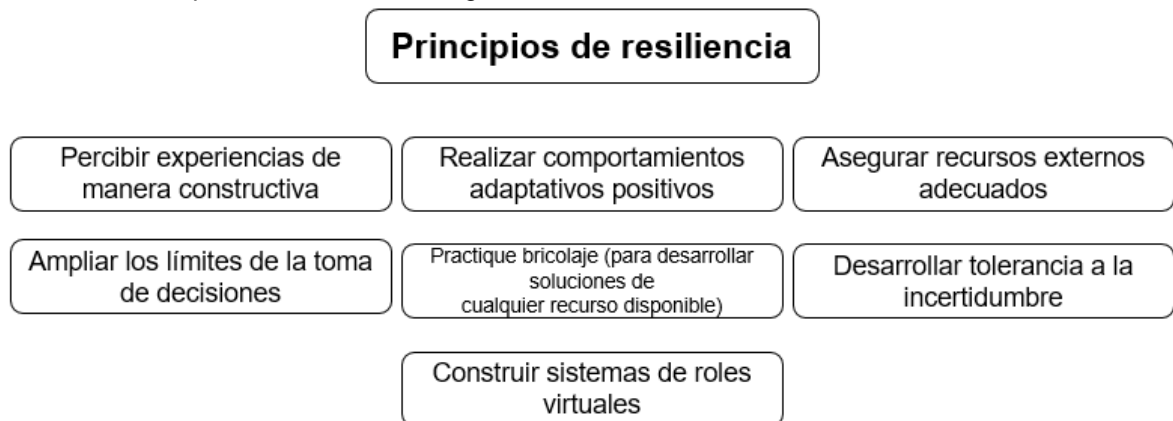 Principios de resiliencia
Percibir experiencias de
manera constructiva
Realizar comportamientos
adaptativos positivos
Asegurar recursos externos
adecuados
Ampliar los límites de la toma
de decisiones
Practique bricolaje (para desarrollar
soluciones de
cualquier recurso disponible)
Desarrollar tolerancia a la
incertidumbre
Construir sistemas de roles
virtuales